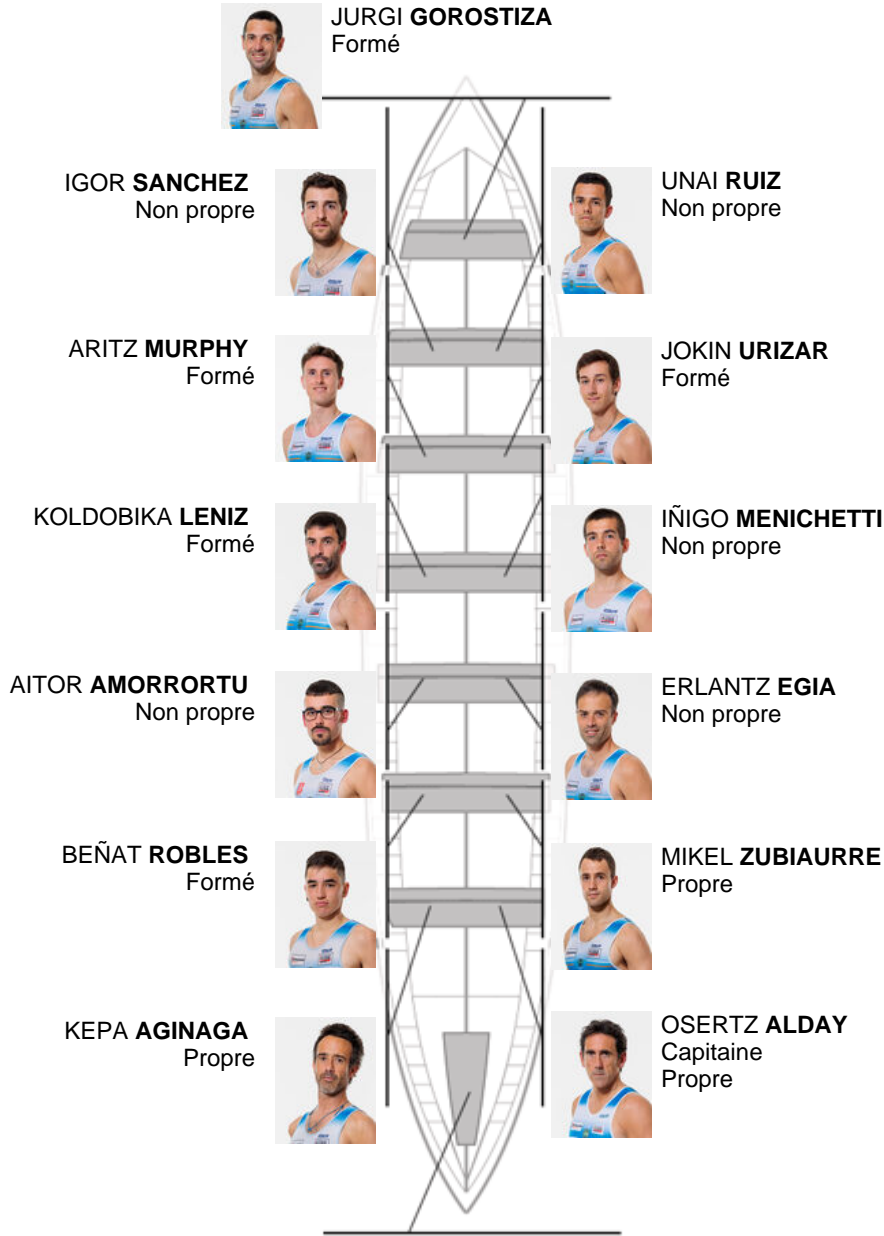 JURGI GOROSTIZA
Formé
IGOR SANCHEZ
Non propre
UNAI RUIZ
Non propre
ARITZ MURPHY
Formé
JOKIN URIZAR
Formé
KOLDOBIKA LENIZ
Formé
IÑIGO MENICHETTI
Non propre
AITOR AMORRORTU
Non propre
ERLANTZ EGIA
Non propre
BEÑAT ROBLES
Formé
MIKEL ZUBIAURRE
Propre
KEPA AGINAGA
Propre
OSERTZ ALDAY
Capitaine
Propre